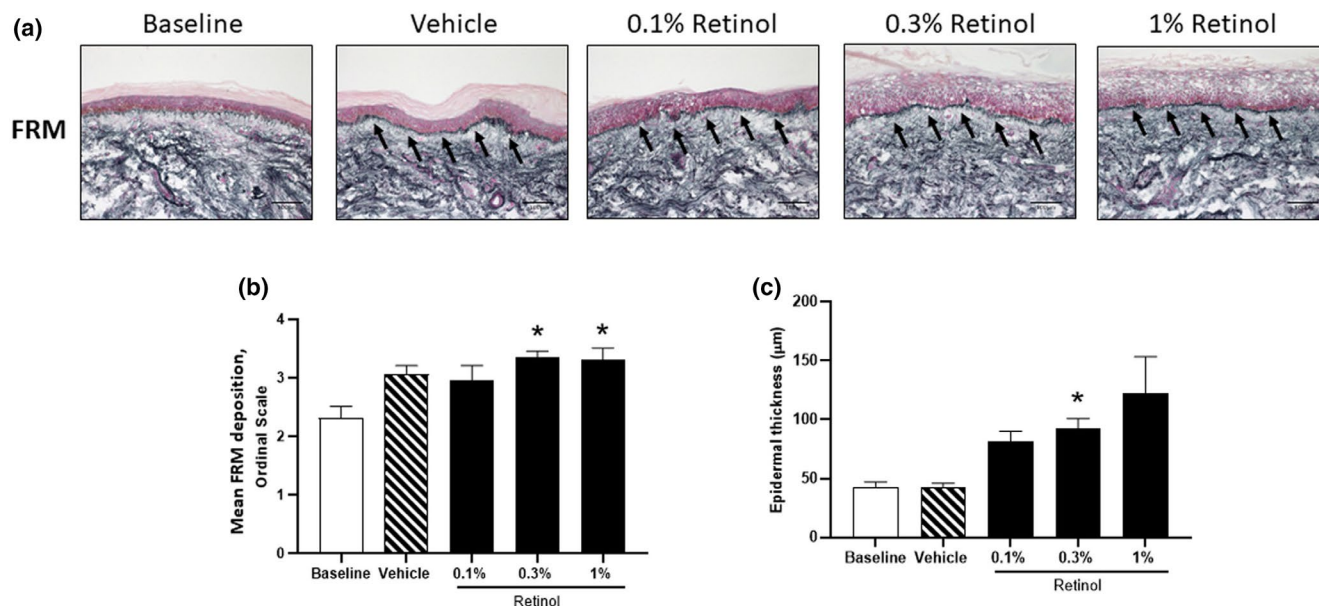 (a)
Baseline
Vehicle
0.1% Retinol
0.3% Retinol
1% Retinol
FRM
(b)
Mean FRM deposition,
Ordinal Scale
4
3
2
1
0
*
*
Baseline
Vehicle
0.1%
0.3%
1%
Retinol
(c)
Epidermal thickness (µm)
200
150
100
50
0
*
Baseline
Vehicle
0.1%
0.3%
1%
Retinol